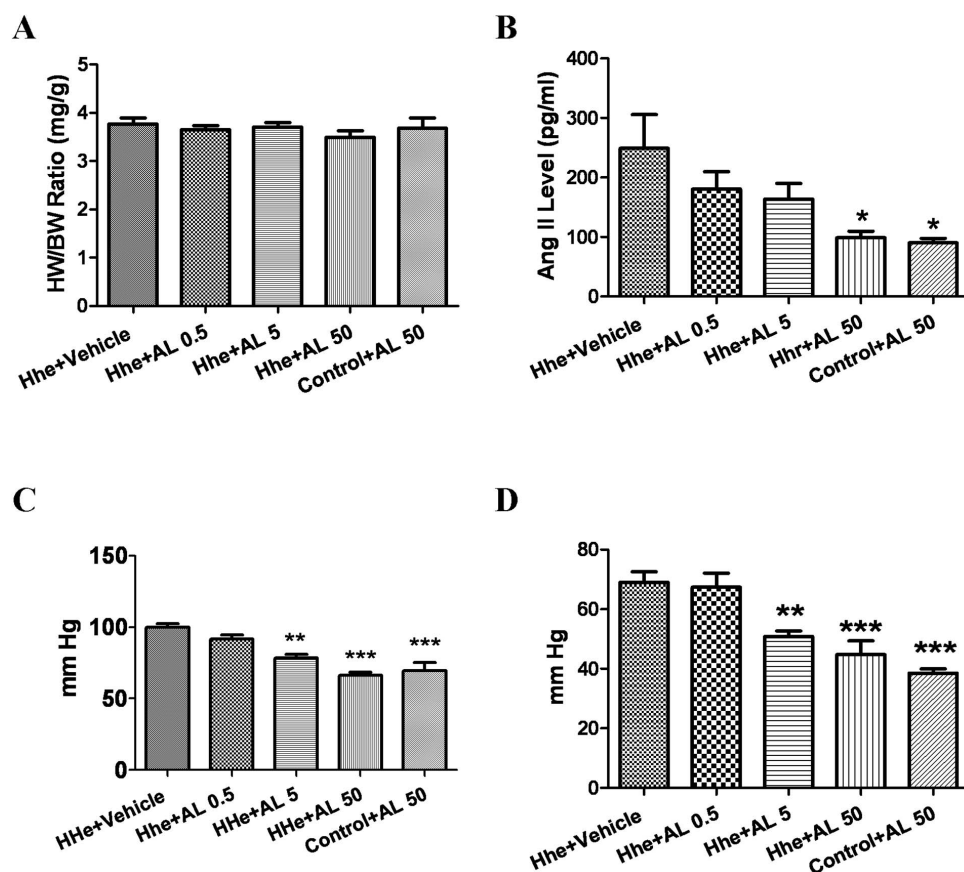 A
HW/BW Ratio (mg/g)
5
4
3
2
1
0
Hhe+Vehicle
Hhe+AL 0.5
Hhe+AL 5
Hhe+AL 50
Control+AL 50
B
Ang II Level (pg/ml)
400
300
200
100
0
*
*
Hhe+Vehicle
Hhe+AL 0.5
Hhe+AL 5
Hhr+AL 50
Control+AL 50
C
mm Hg
150
100
50
0
**
***
***
HHe+Vehicle
Hhe+AL 0.5
HHe+AL 5
HHe+AL 50
Control+AL 50
D
mm Hg
80
60
40
20
0
**
***
***
Hhe+Vehicle
Hhe+AL 0.5
Hhe+AL 5
Hhe+AL 50
Control+AL 50